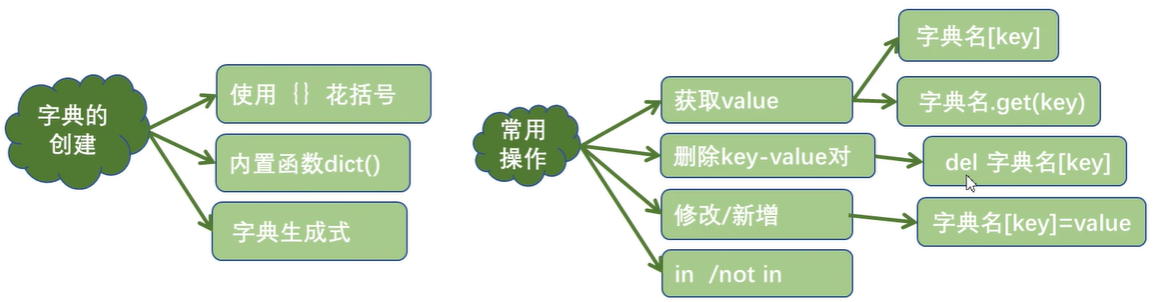 字典的
创建
使用 {} 花括号
内置函数dict()
字典生成式
常用
操作
获取value
字典名[key]
字典名.get(key)
删除key-value对
del 字典名[key]
修改/新增
字典名[key]=value
in /not in